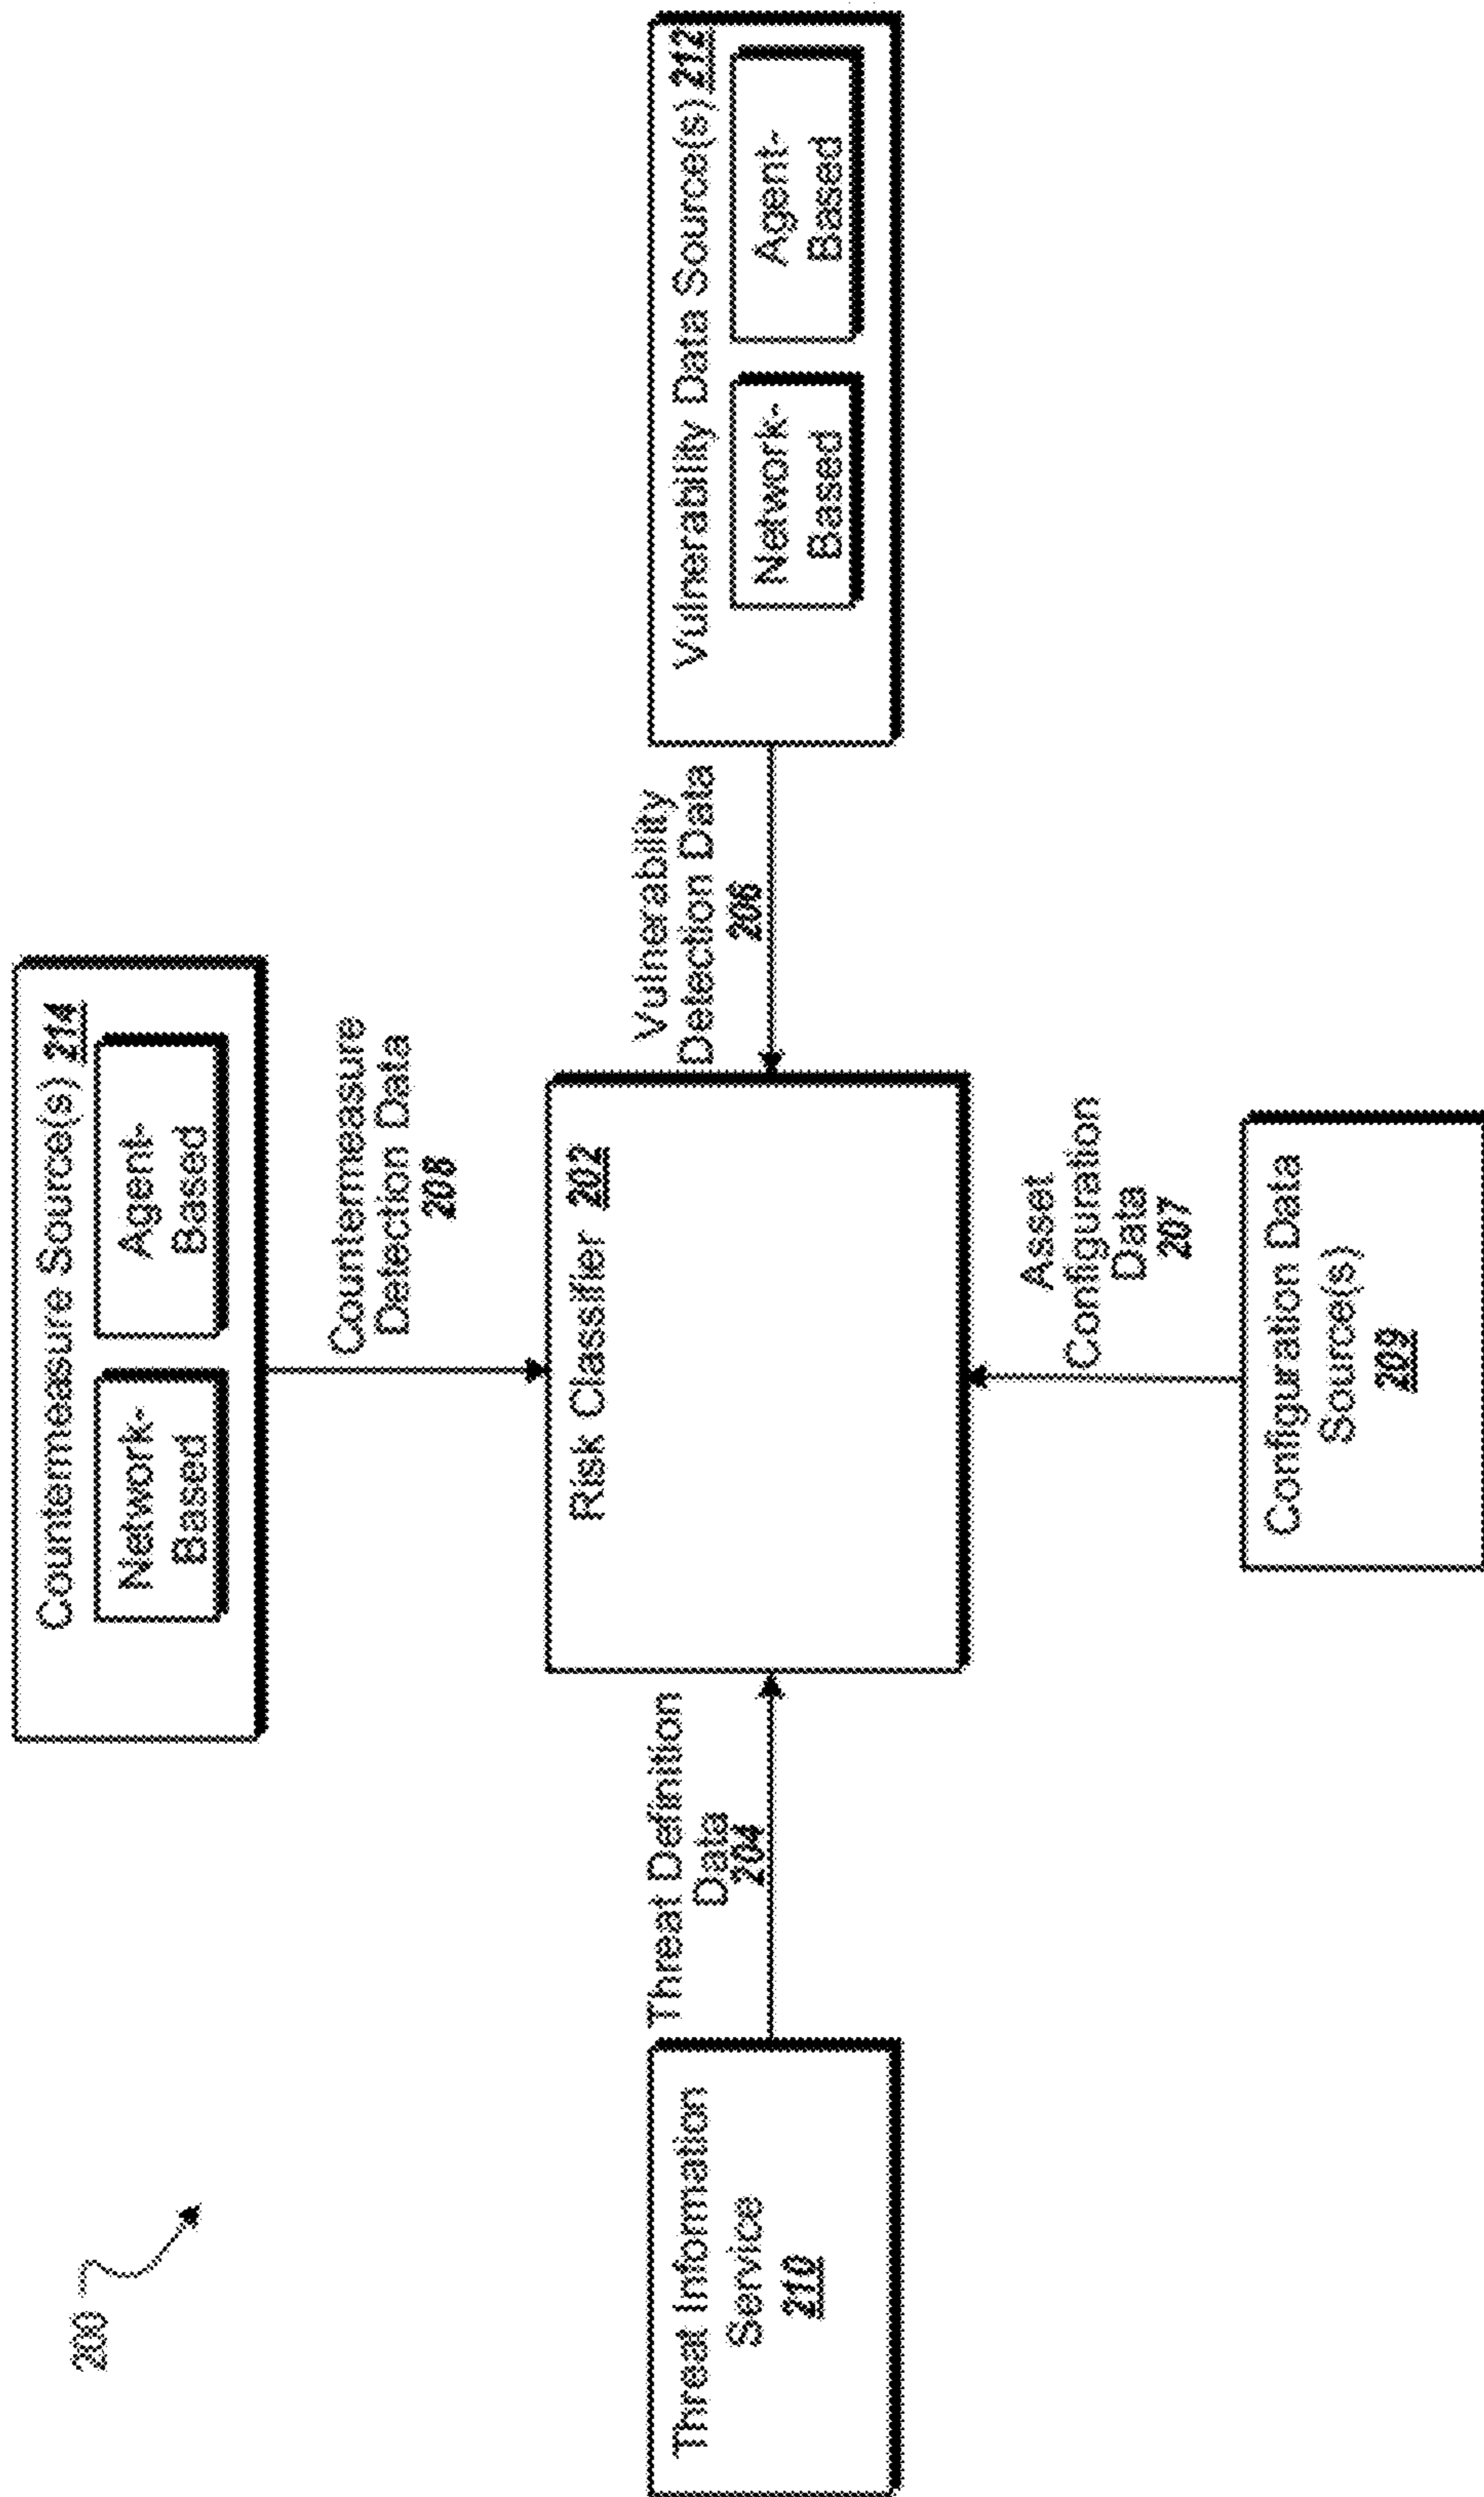 200
Countermeasure Source(s) 214
Network-
Based
Agent-
Based
Countermeasure
Detection Data
208
Threat Information
Service
210
Threat Definition
Data
204
Risk Classifier 202
Vulnerability
Detection Data
206
Vulnerability Data Source(s) 212
Network-
Based
Agent-
Based
Asset
Configuration
Data
207
Configuration Data
Source(s)
209